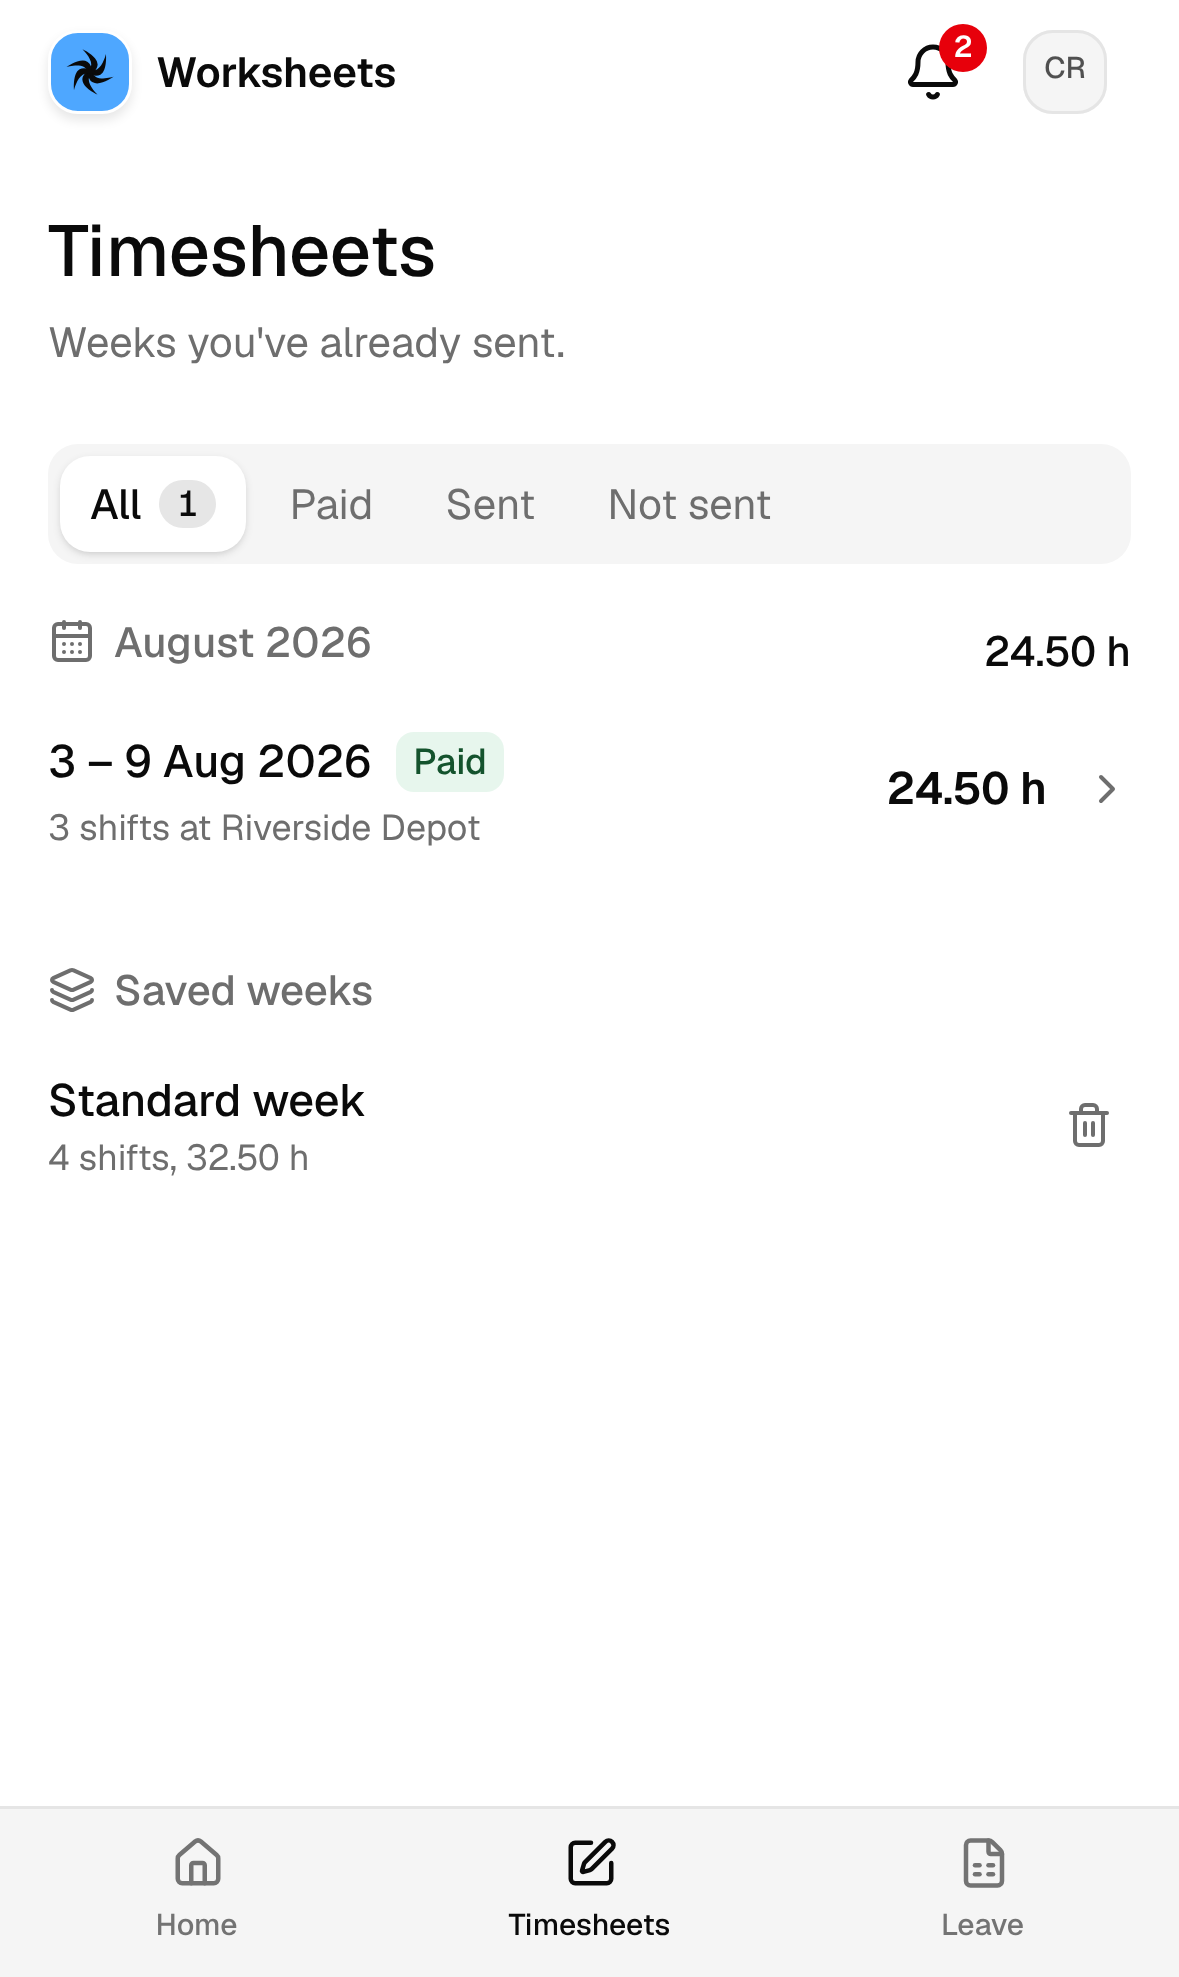 Worksheets
2
CR
Timesheets
Weeks you've already sent.
All 1 Paid Sent Not sent
August 2026
24.50 h
3 – 9 Aug 2026 Paid
3 shifts at Riverside Depot
24.50 h
Saved weeks
Standard week
4 shifts, 32.50 h
Home
Timesheets
Leave